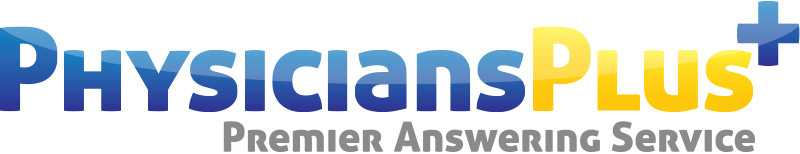 PhysiciansPlus+
Premier Answering Service